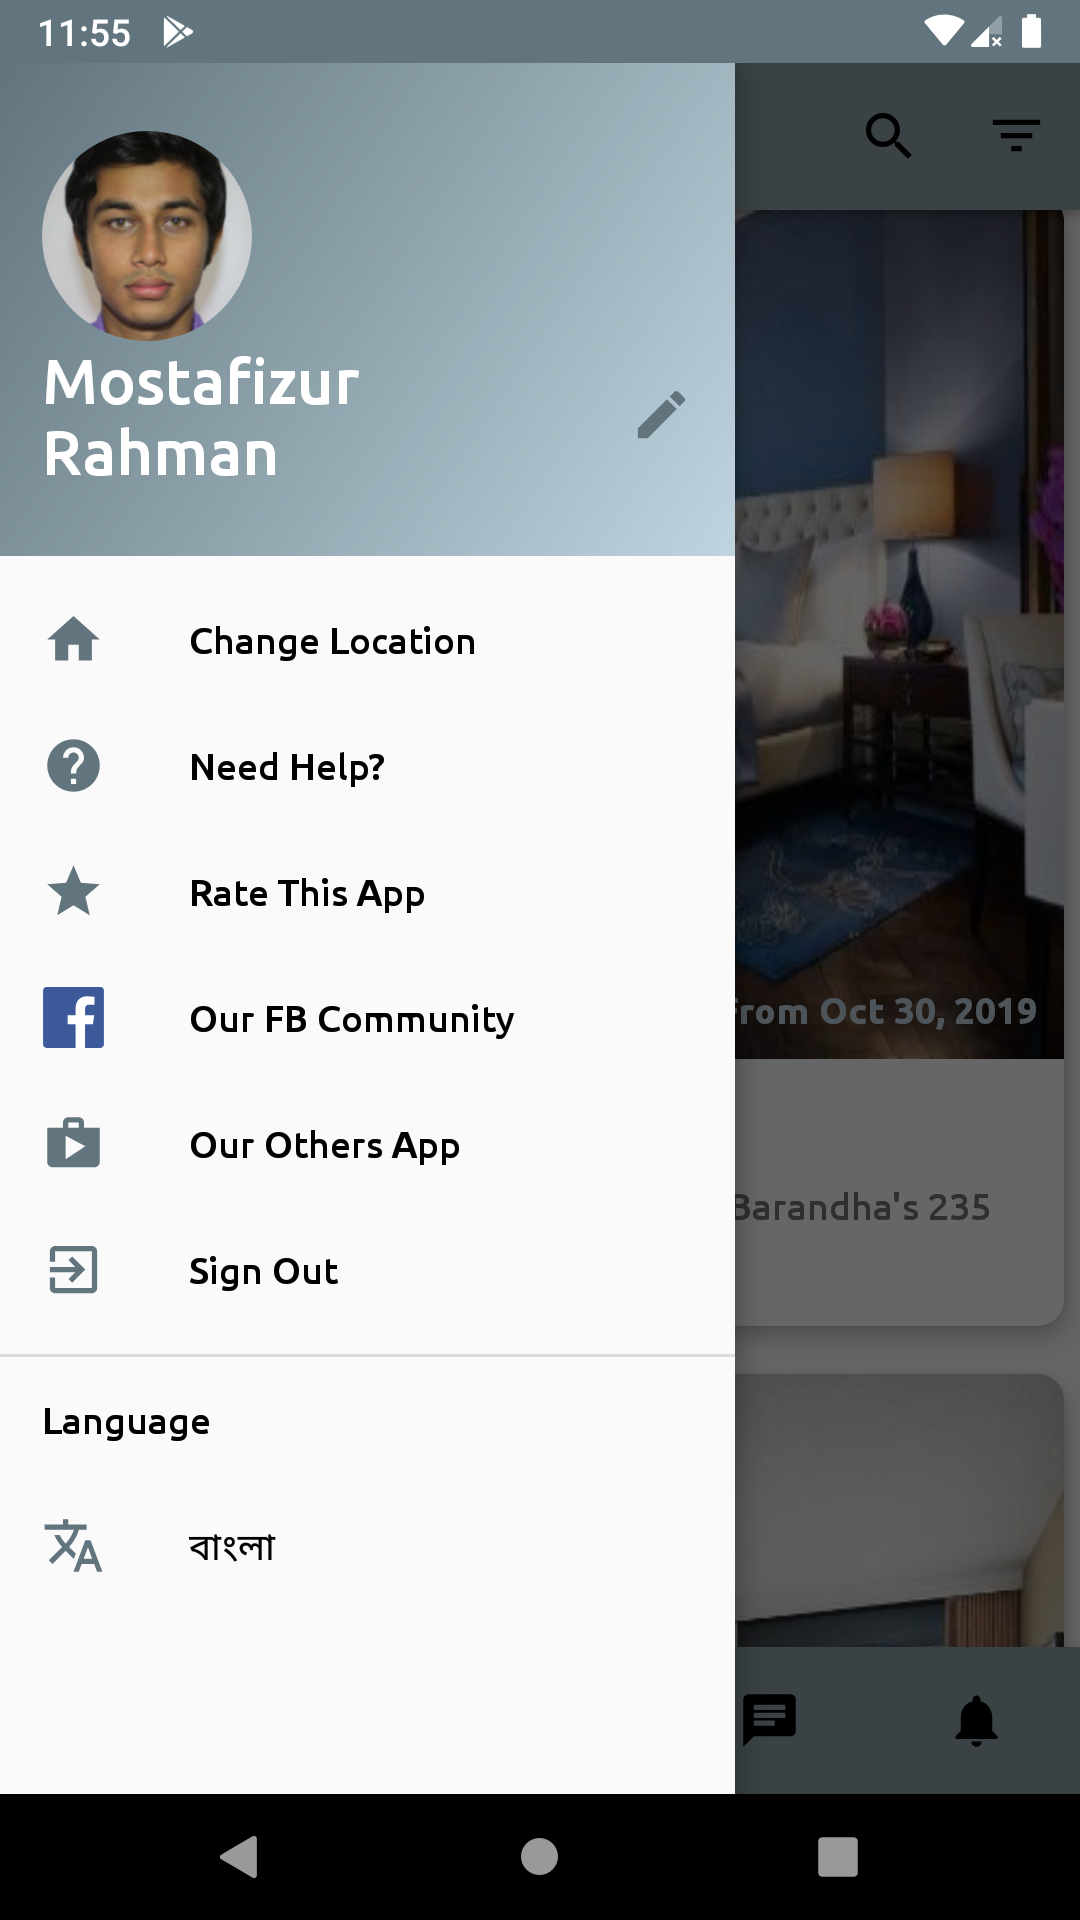 11:55
Mostafizur
Rahman
Change Location
Need Help?
Rate This App
Our FB Community
Our Others App
Sign Out
Language
বাংলা
from Oct 30, 2019
Barandha's 235